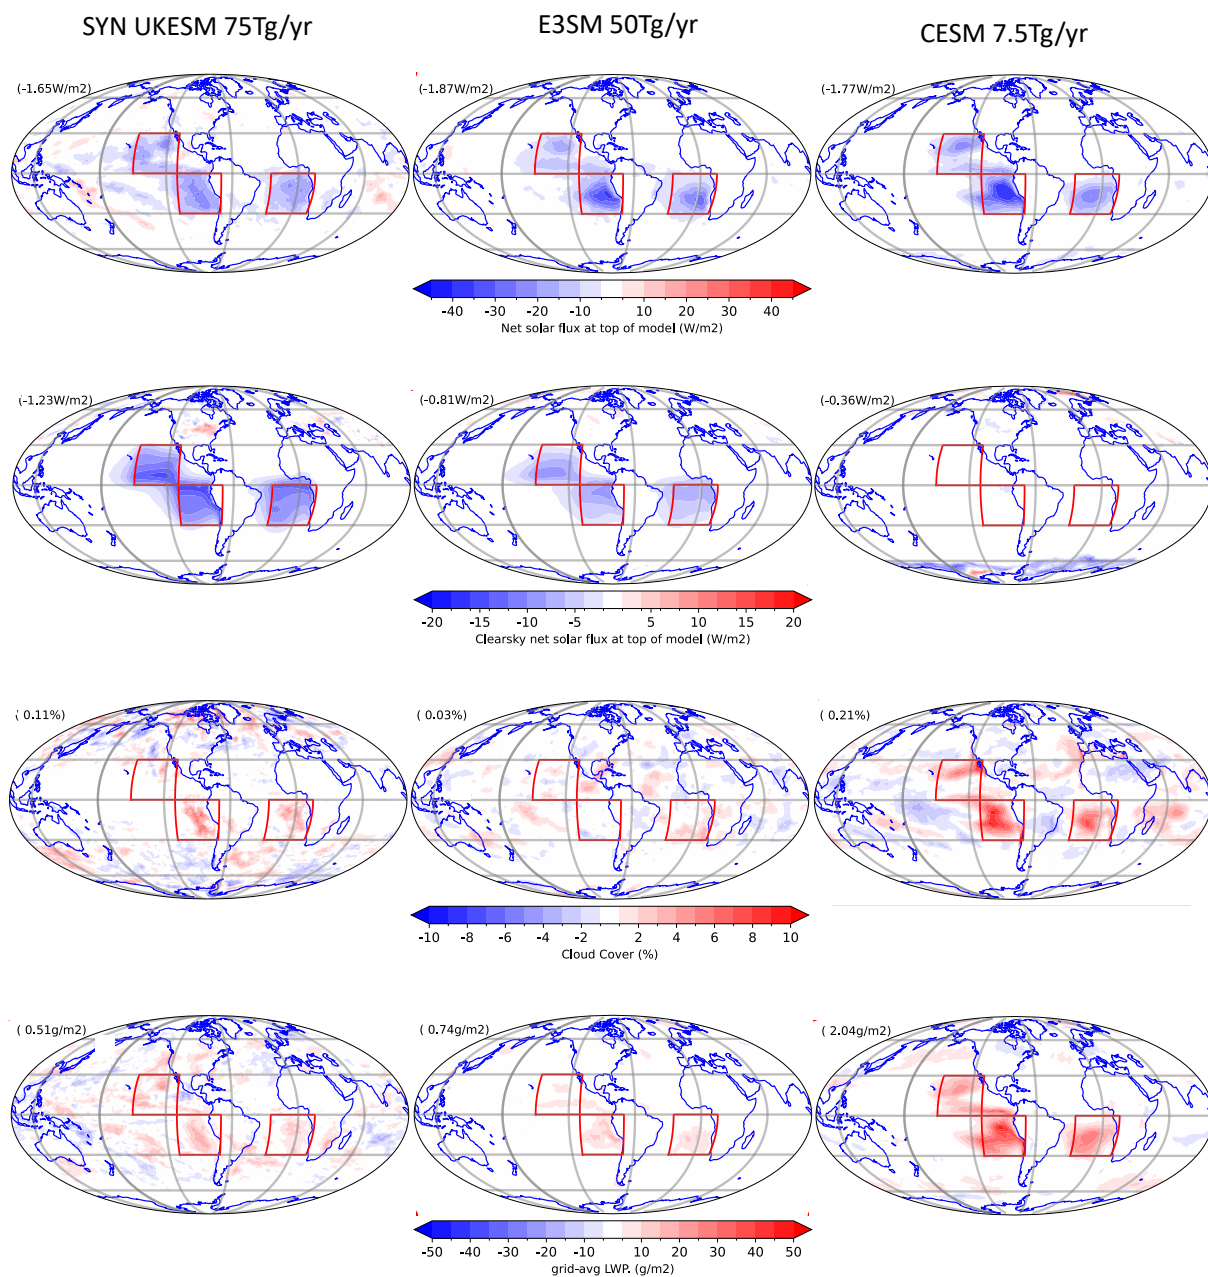 SYN UKESM 75Tg/yr E3SM 50Tg/yr CESM 7.5Tg/yr
(-1.65W/m2) (-1.87W/m2) (-1.77W/m2)
-40 -30 -20 -10 10 20 30 40
Net solar flux at top of model (W/m2)
(-1.23W/m2) (-0.81W/m2) (-0.36W/m2)
-20 -15 -10 -5 5 10 15 20
Clearsky net solar flux at top of model (W/m2)
( 0.11%) ( 0.03%) ( 0.21%)
-10 -8 -6 -4 -2 2 4 6 8 10
Cloud Cover (%)
( 0.51g/m2) ( 0.74g/m2) ( 2.04g/m2)
-50 -40 -30 -20 -10 10 20 30 40 50
grid-avg LWP. (g/m2)